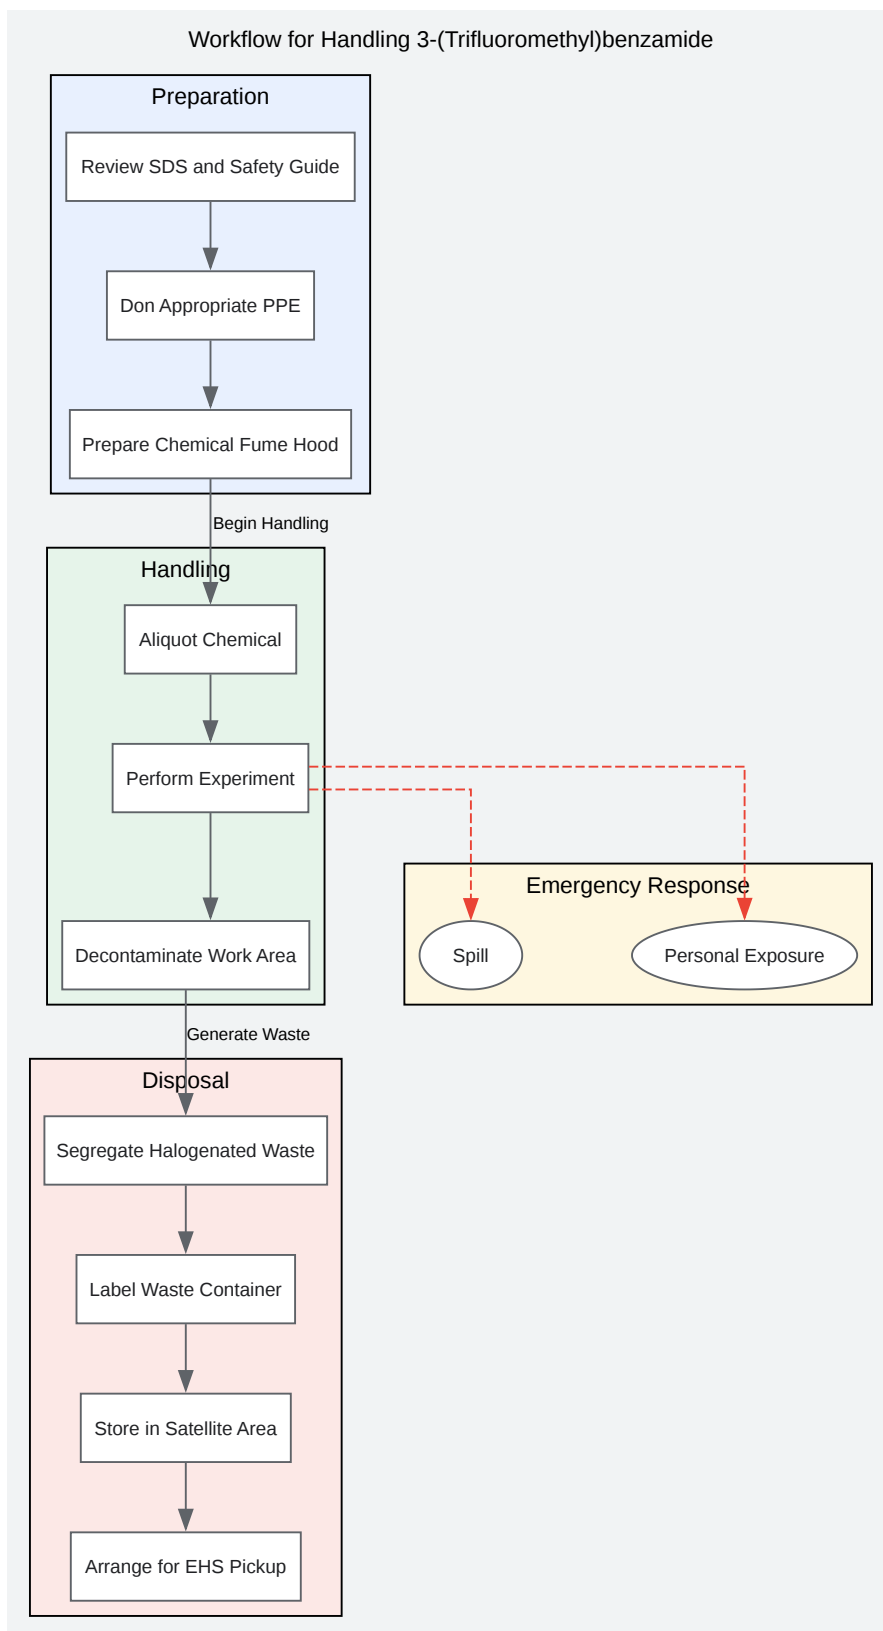 Workflow for Handling 3-(Trifluoromethyl)benzamide
Preparation
Review SDS and Safety Guide
Don Appropriate PPE
Prepare Chemical Fume Hood
Begin Handling
Handling
Aliquot Chemical
Perform Experiment
Decontaminate Work Area
Emergency Response
Spill
Personal Exposure
Generate Waste
Disposal
Segregate Halogenated Waste
Label Waste Container
Store in Satellite Area
Arrange for EHS Pickup